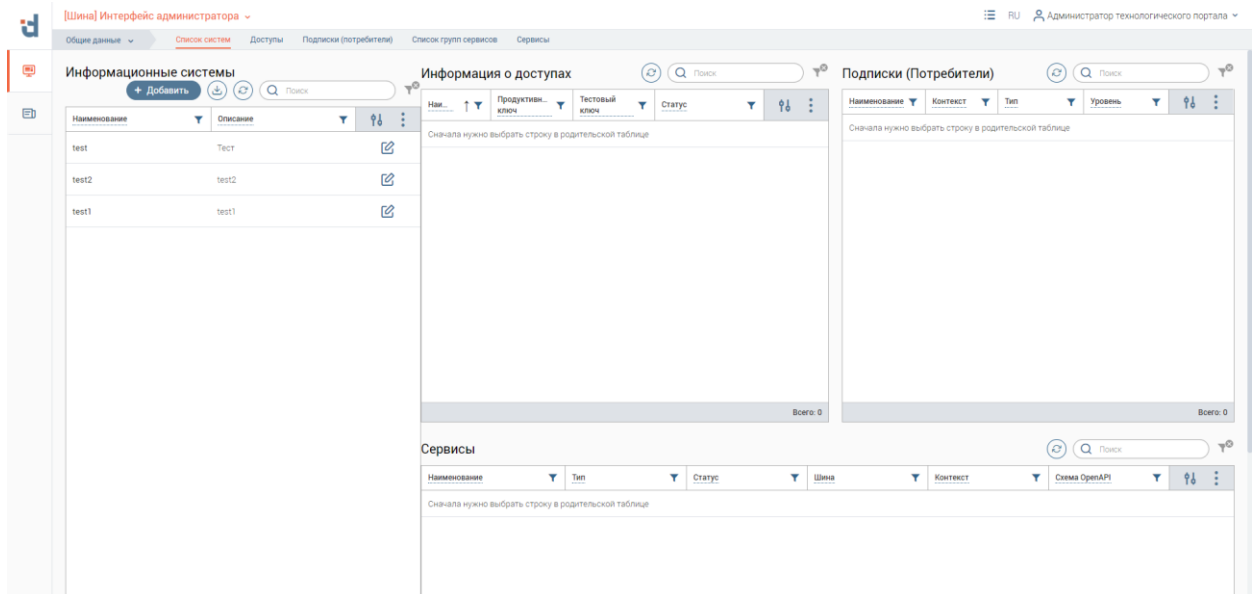 [Шина] Интерфейс администратора
RU Администратор технологического портала
Общие данные Список систем Доступы Подписки (потребители) Список групп сервисов Сервисы
Информационные системы
+ Добавить Поиск
Наименование Описание
test Тест
test2 test2
test1 test1
Информация о доступах Поиск
Наи... Продуктивн... ключ Тестовый ключ Статус
Сначала нужно выбрать строку в родительской таблице
Всего: 0
Подписки (Потребители) Поиск
Наименование Контекст Тип Уровень
Сначала нужно выбрать строку в родительской таблице
Всего: 0
Сервисы Поиск
Наименование Тип Статус Шина Контекст Схема OpenAPI
Сначала нужно выбрать строку в родительской таблице